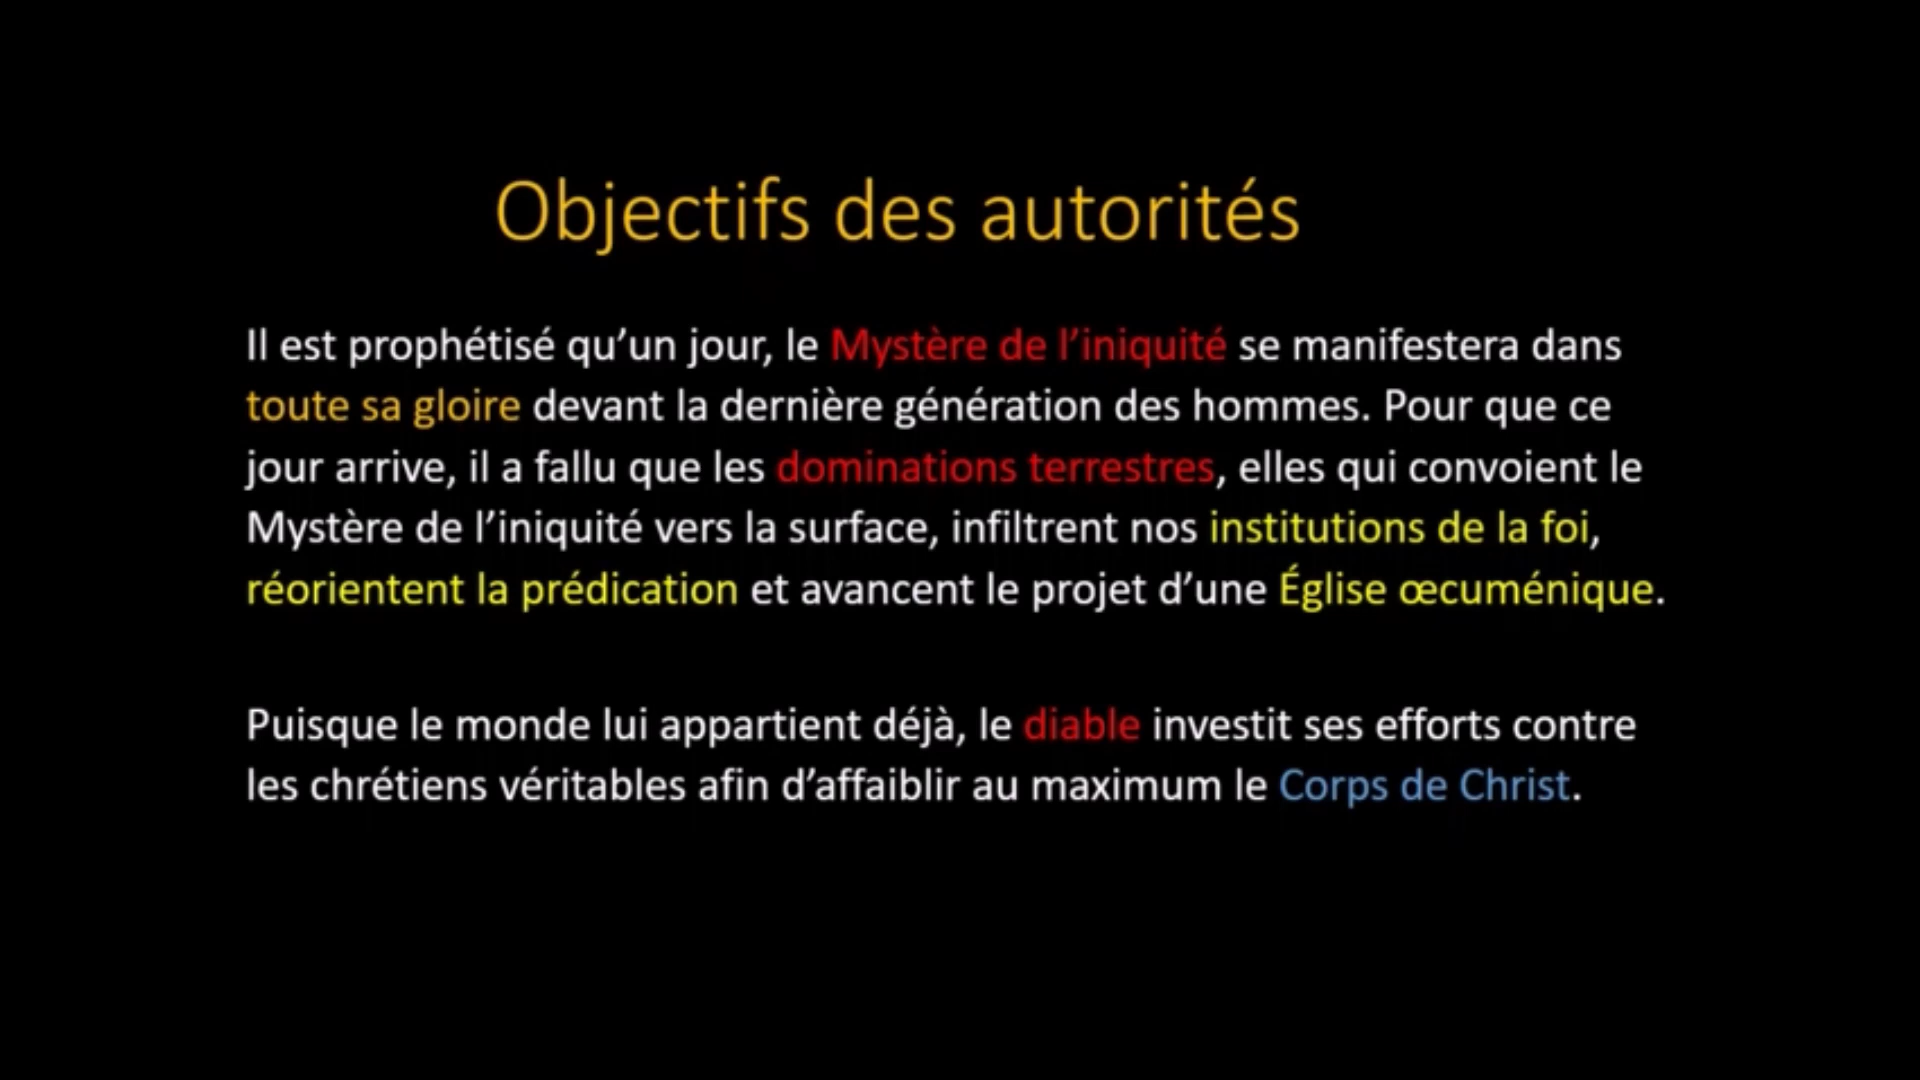 Objectifs des autorités
Il est prophétisé qu’un jour, le Mystère de l’iniquité se manifestera dans
toute sa gloire devant la dernière génération des hommes. Pour que ce
jour arrive, il a fallu que les dominations terrestres, elles qui convoient le
Mystère de l’iniquité vers la surface, infiltrent nos institutions de la foi,
réorientent la prédication et avancent le projet d’une Église œcuménique.
Puisque le monde lui appartient déjà, le diable investit ses efforts contre
les chrétiens véritables afin d’affaiblir au maximum le Corps de Christ.